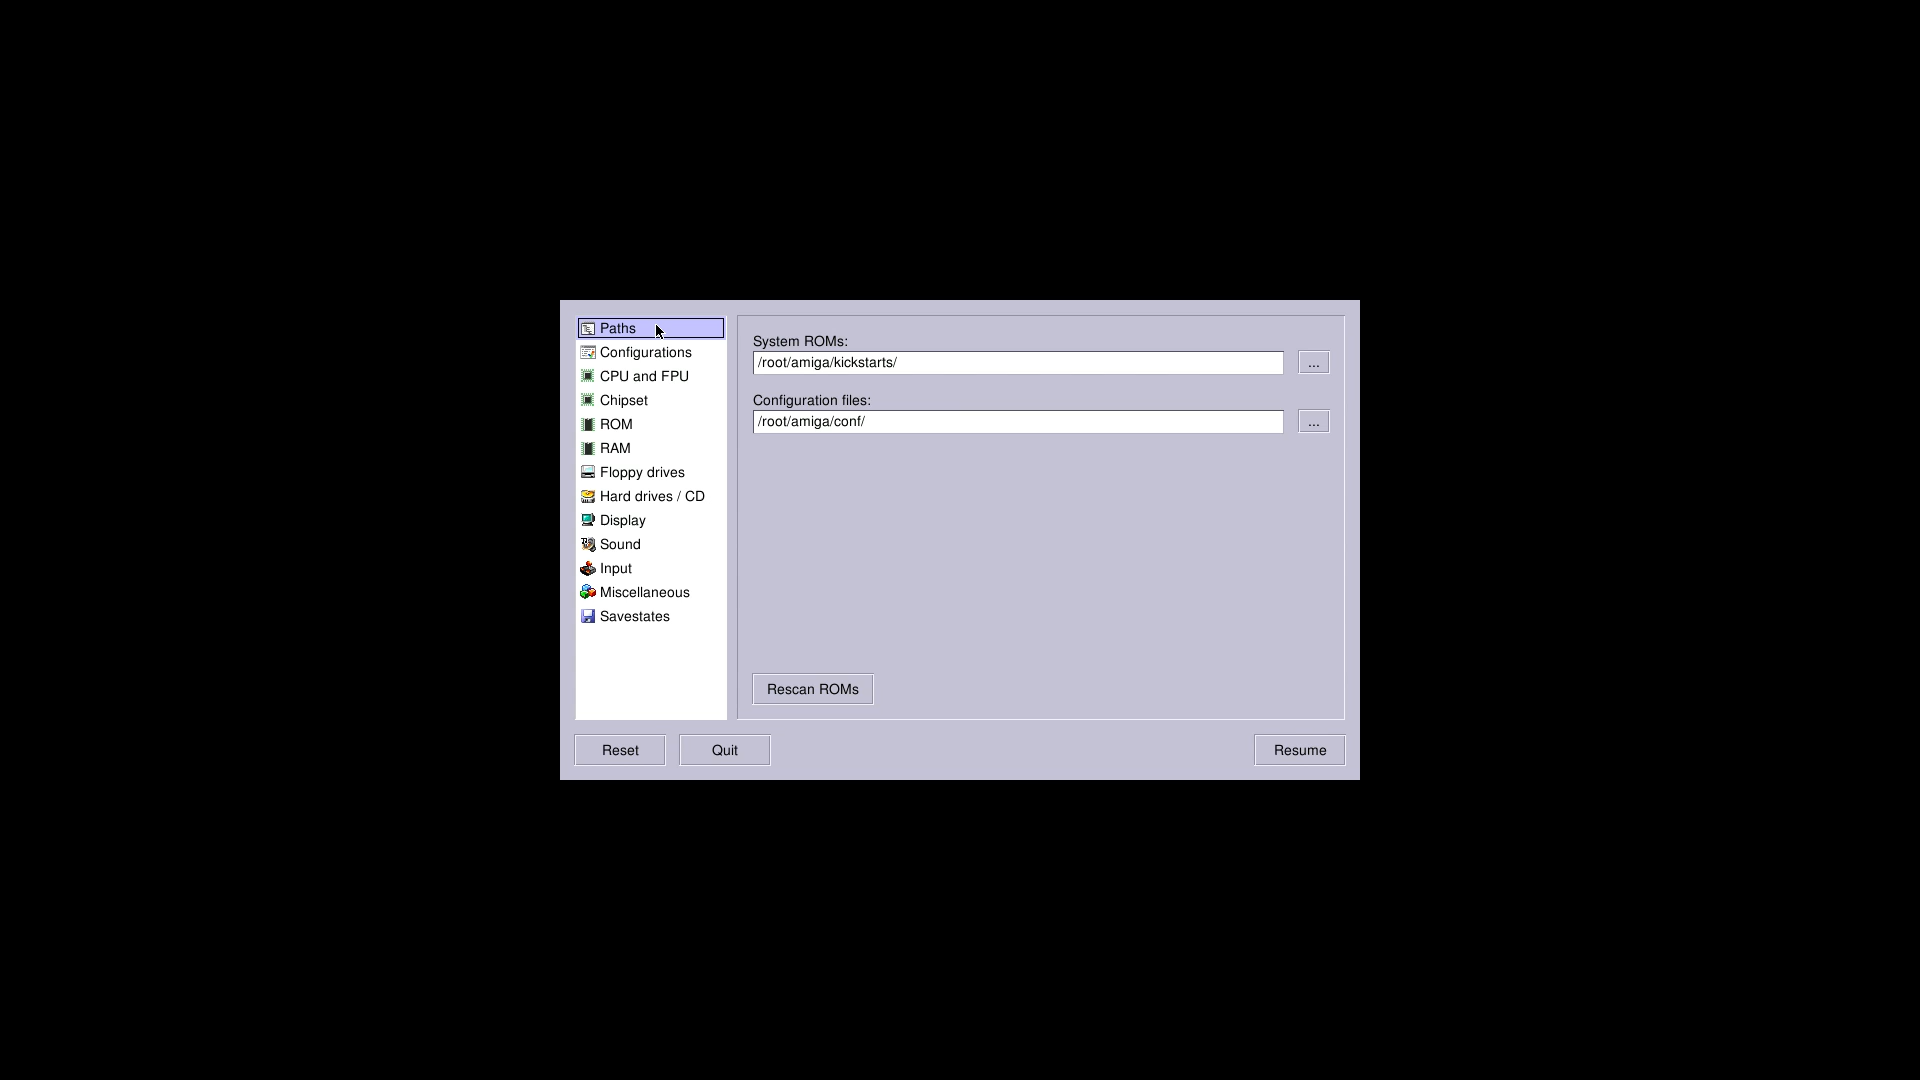 Paths
Configurations
CPU and FPU
Chipset
ROM
RAM
Floppy drives
Hard drives / CD
Display
Sound
Input
Miscellaneous
Savestates
System ROMs:
/root/amiga/kickstarts/
...
Configuration files:
/root/amiga/conf/
...
Rescan ROMs
Reset
Quit
Resume